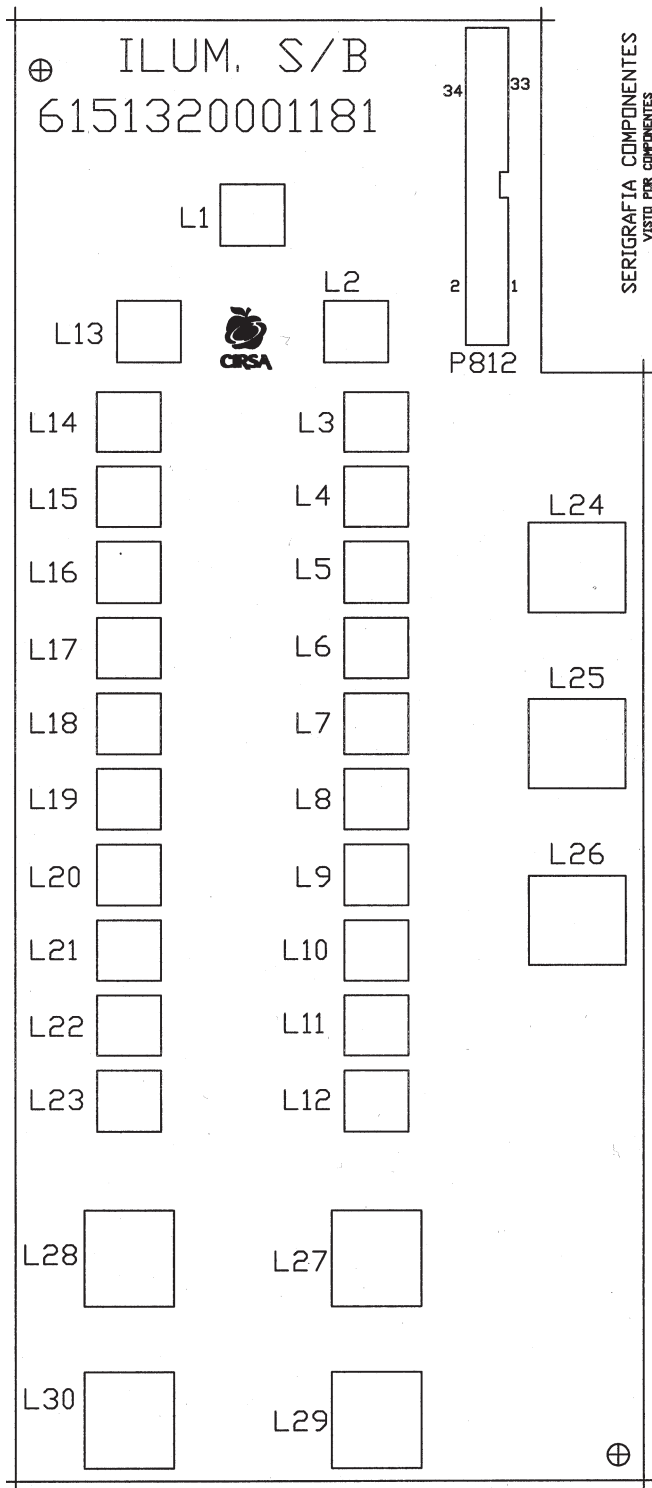 ILUM. S/B
6151320001181
34
33
SERIGRAFIA COMPONENTES
VISTO POR COMPONENTES
L1
2
1
L2
L13
CIRSA
P812
L14
L3
L15
L4
L24
L16
L5
L17
L6
L25
L18
L7
L19
L8
L26
L20
L9
L21
L10
L22
L11
L23
L12
L28
L27
L30
L29